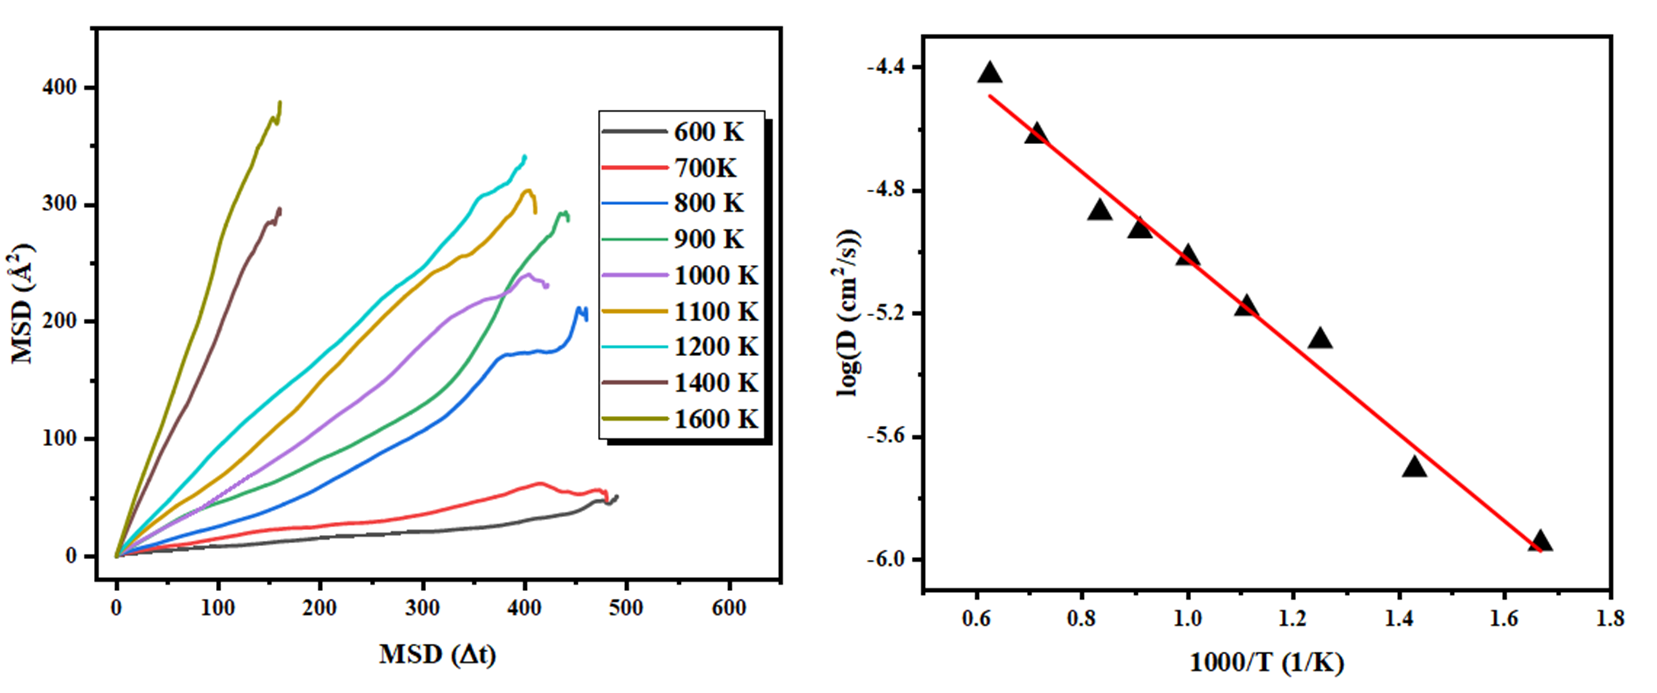 MSD (Å²)
400
300
200
100
0
0 100 200 300 400 500 600
MSD (Δt)
600 K
700K
800 K
900 K
1000 K
1100 K
1200 K
1400 K
1600 K
log(D (cm²/s))
-4.4
-4.8
-5.2
-5.6
-6.0
0.6 0.8 1.0 1.2 1.4 1.6 1.8
1000/T (1/K)